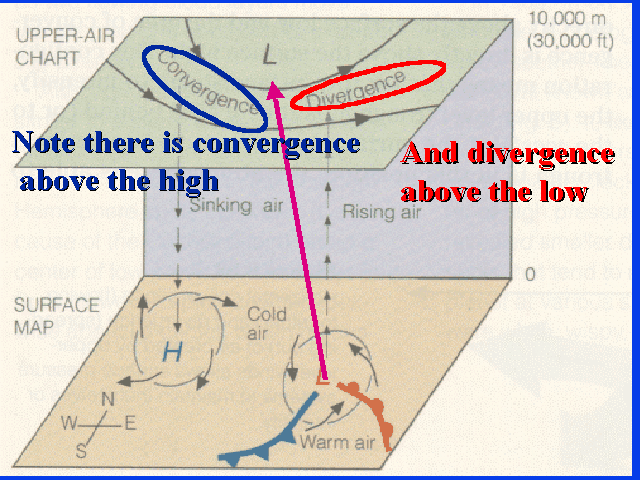 UPPER-AIR
CHART
10,000 m
(30,000 ft)
L
Convergence
Divergence
Note there is convergence
above the high
And divergence
above the low
Sinking air
Rising air
0
SURFACE
MAP
Cold
air
H
L
N
W E
S
Warm air